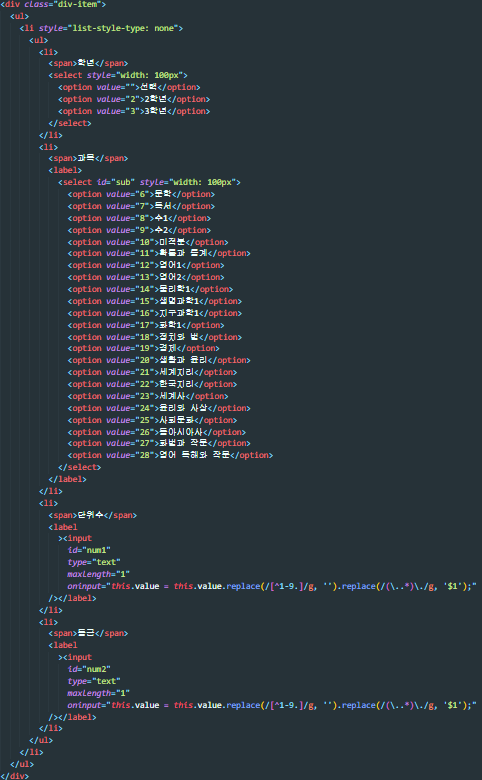 <div class="div-item">
<ul>
<li style="list-style-type: none">
<ul>
<li>
<span>학년</span>
<select style="width: 100px">
<option value="">선택</option>
<option value="2">2학년</option>
<option value="3">3학년</option>
</select>
</li>
<li>
<span>과목</span>
<label>
<select id="sub" style="width: 100px">
<option value="6">문학</option>
<option value="7">독서</option>
<option value="8">수1</option>
<option value="9">수2</option>
<option value="10">미적분</option>
<option value="11">확률과 통계</option>
<option value="12">영어1</option>
<option value="13">영어2</option>
<option value="14">물리학1</option>
<option value="15">생명과학1</option>
<option value="16">지구과학1</option>
<option value="17">화학1</option>
<option value="18">정치와 법</option>
<option value="19">경제</option>
<option value="20">생활과 윤리</option>
<option value="21">세계지리</option>
<option value="22">한국지리</option>
<option value="23">세계사</option>
<option value="24">윤리와 사상</option>
<option value="25">사회문화</option>
<option value="26">동아시아사</option>
<option value="27">화법과 작문</option>
<option value="28">영어 독해와 작문</option>
</select>
</label>
</li>
<li>
<span>단위수</span>
<label
><input
id="num1"
type="text"
maxlength="1"
oninput="this.value = this.value.replace(/[^1-9.]/g, '').replace(/(\..*)\./g, '$1');"
/></label>
</li>
<li>
<span>등급</span>
<label
><input
id="num2"
type="text"
maxlength="1"
oninput="this.value = this.value.replace(/[^1-9.]/g, '').replace(/(\..*)\./g, '$1');"
/></label>
</li>
</ul>
</li>
</ul>
</div>